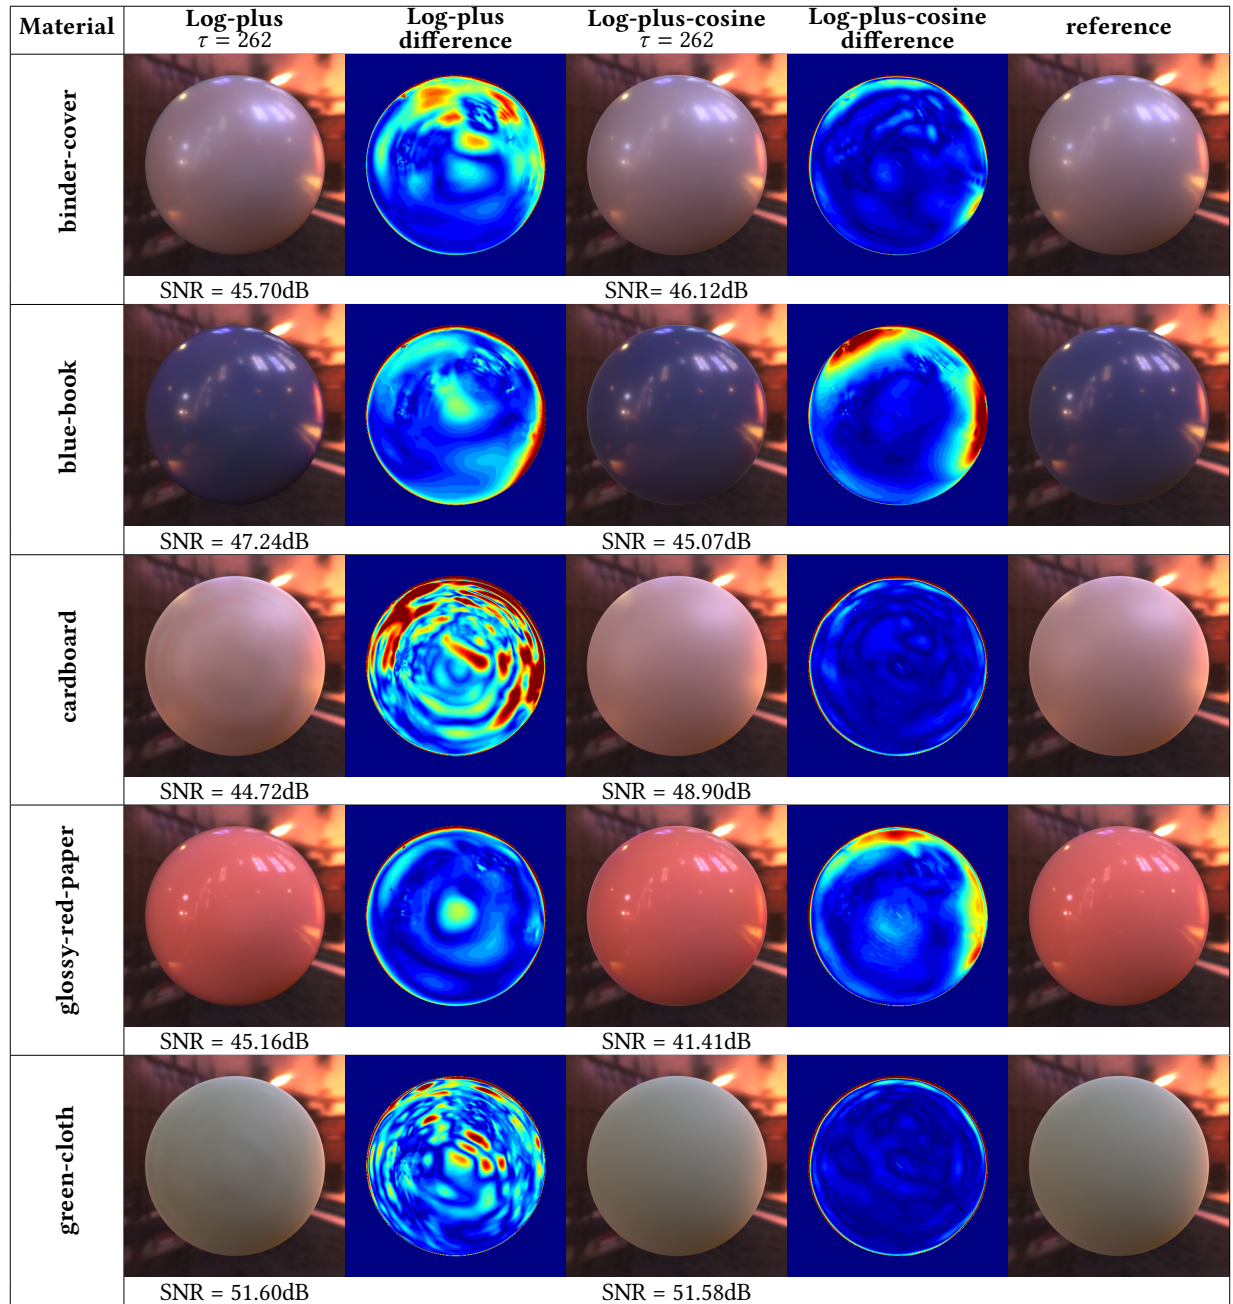 Material
Log-plus
τ = 262
Log-plus
difference
Log-plus-cosine
τ = 262
Log-plus-cosine
difference
reference
binder-cover
SNR = 45.70dB
SNR= 46.12dB
blue-book
SNR = 47.24dB
SNR = 45.07dB
cardboard
SNR = 44.72dB
SNR = 48.90dB
glossy-red-paper
SNR = 45.16dB
SNR = 41.41dB
green-cloth
SNR = 51.60dB
SNR = 51.58dB